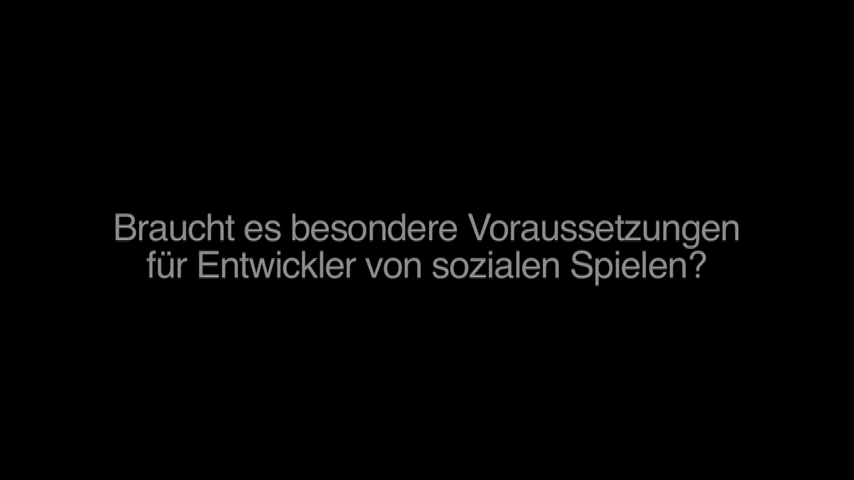 Braucht es besondere Voraussetzungen
für Entwickler von sozialen Spielen?